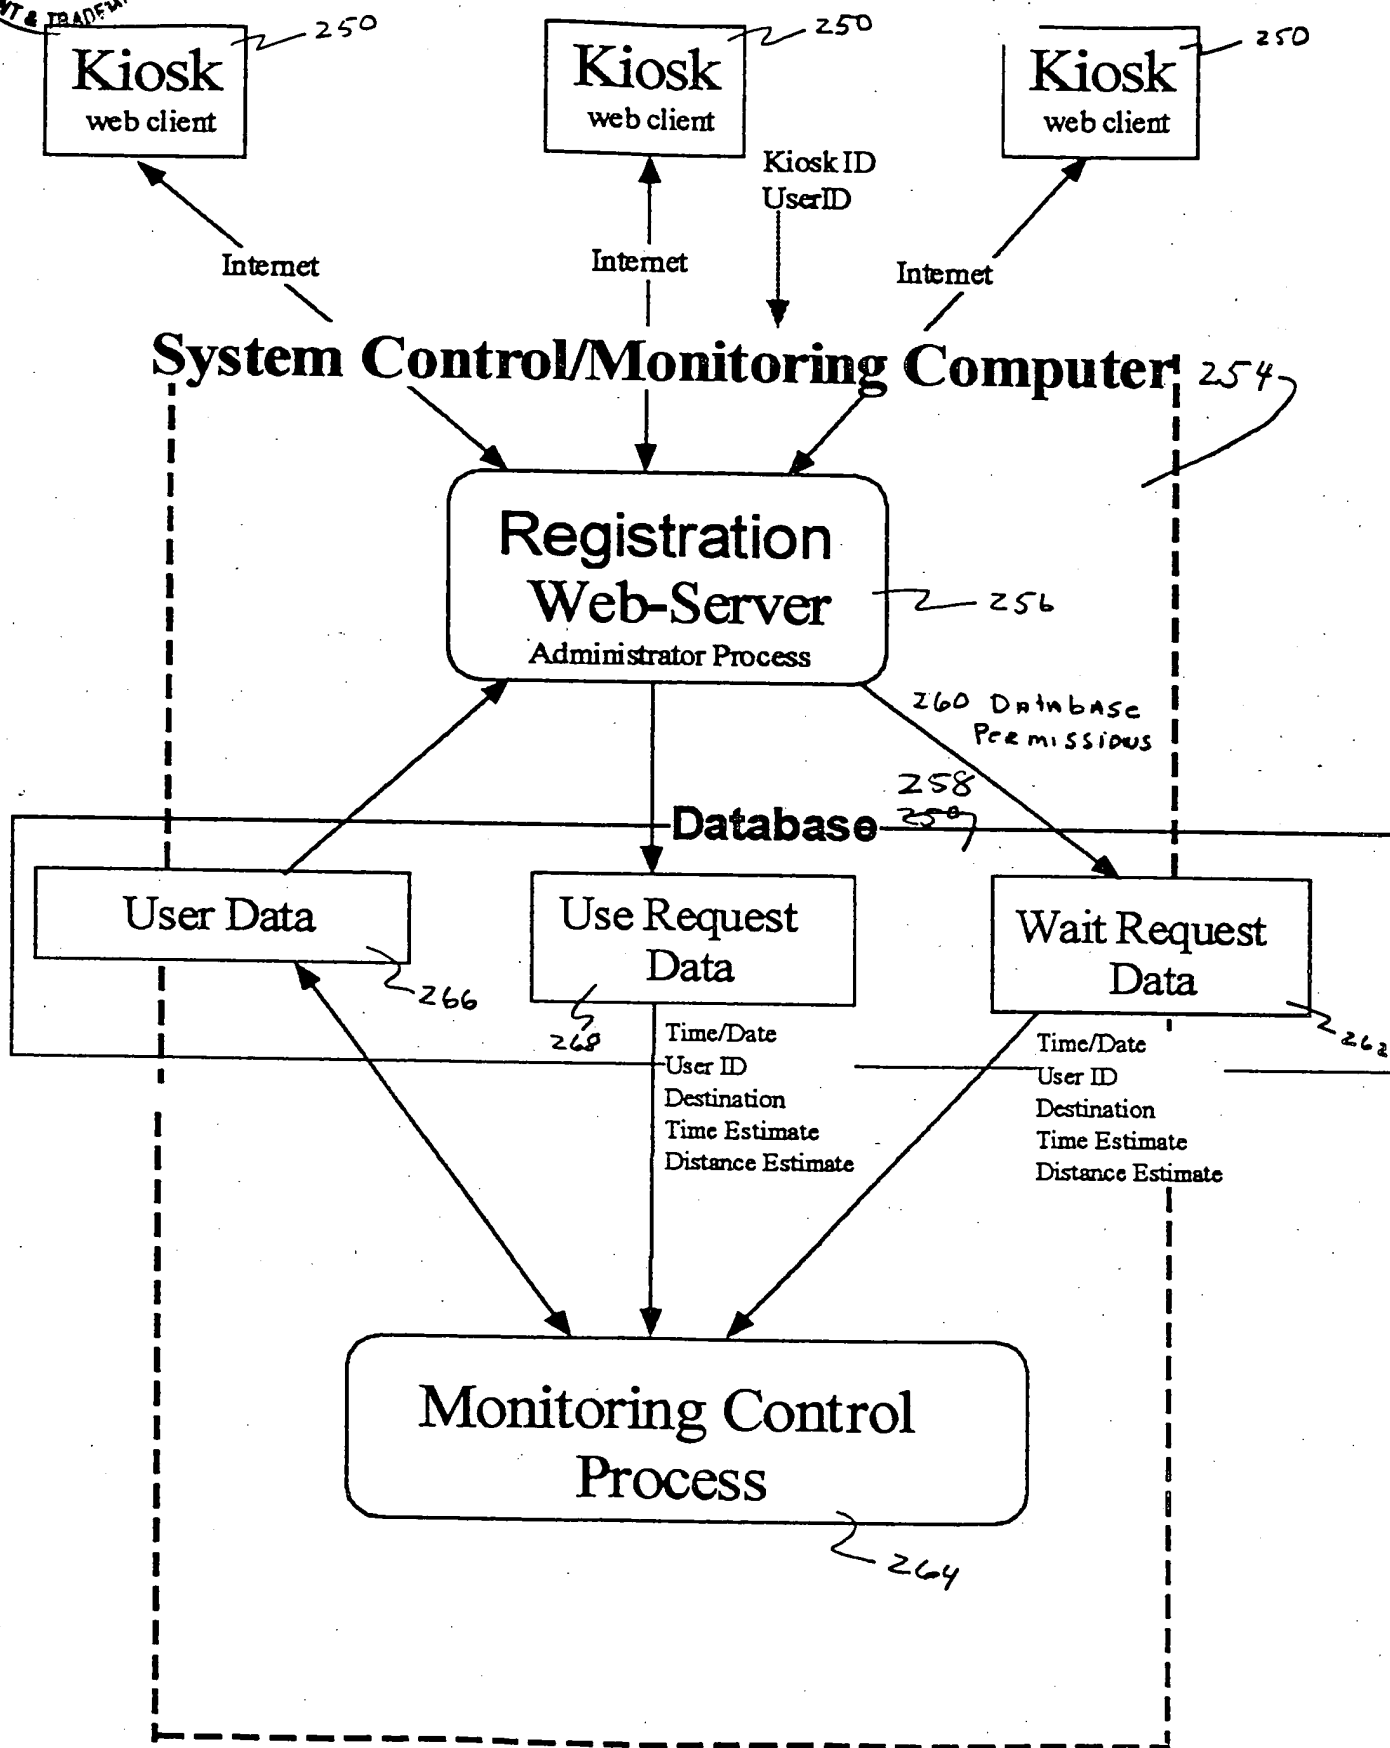 & TRADEM
250
250
250
Kiosk
web client
Kiosk
web client
Kiosk
web client
Kiosk ID
UserID
Internet
Internet
Internet
System Control/Monitoring Computer
254
Registration
Web-Server
Administrator Process
256
260 Database
Permissions
258
Database
250
User Data
Use Request
Data
Wait Request
Data
266
268
262
Time/Date
User ID
Destination
Time Estimate
Distance Estimate
Time/Date
User ID
Destination
Time Estimate
Distance Estimate
Monitoring Control
Process
264